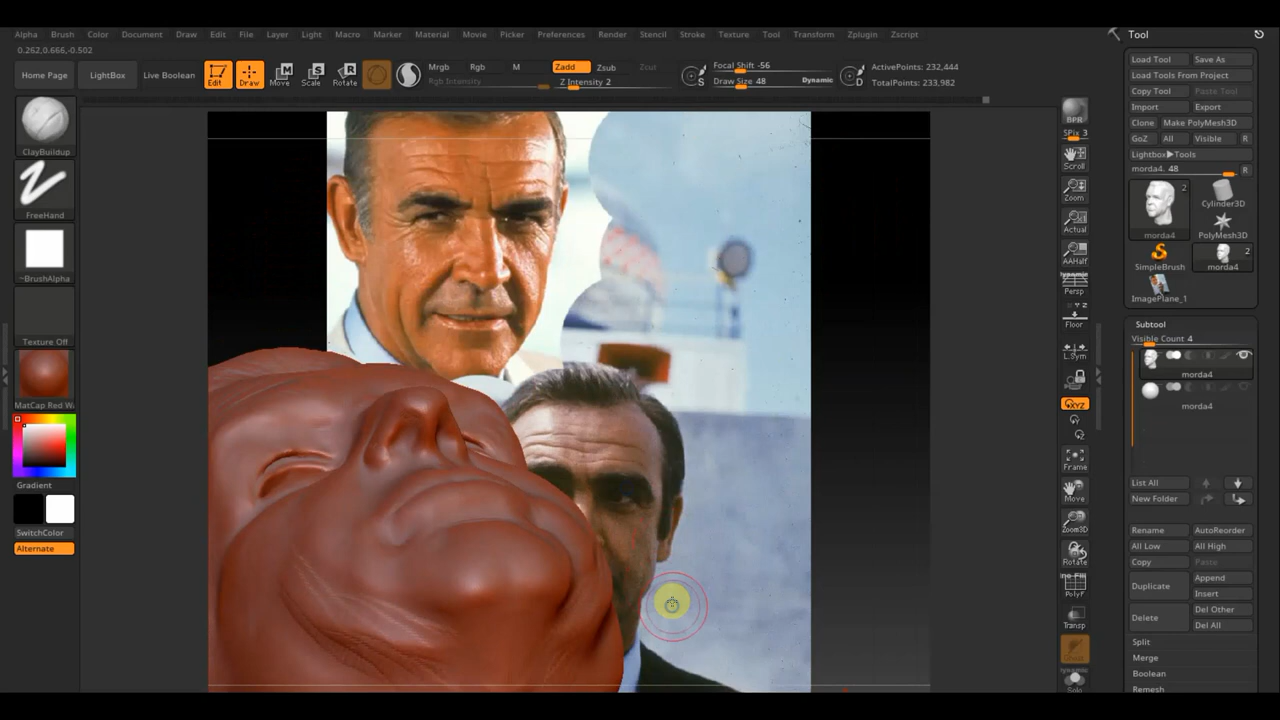 Alpha Brush Color Document Draw Edit File Layer Light Macro Marker Material Movie Picker Preferences Render Stencil Stroke Texture Tool Transform Zplugin Zscript
Tool
0.262,0.666,-0.502
Home Page LightBox Live Boolean Edit Draw Move Scale Rotate
Mrgb Rgb M Zadd Zsub Zcut
Rgb Intensity Z Intensity 2
Focal Shift -56
Draw Size 48 Dynamic
S D
ActivePoints: 232,444
TotalPoints: 233,982
ClayBuildup
FreeHand
~BrushAlpha
Texture Off
MatCap Red Wa
Gradient
SwitchColor
Alternate
BPR
SPix 3
Scroll
Zoom
Actual
AAHalf
Dynamic
Persp
Floor
L.Sym
XYZ
Y
Z
Frame
Move
Zoom3D
Rotate
PolyF
Transp
Ghost
Dynamic
Solo
Load Tool Save As
Load Tools From Project
Copy Tool Paste Tool
Import Export
Clone Make PolyMesh3D
GoZ All Visible R
Lightbox▶Tools
morda4. 48 R
2
morda4
Cylinder3D
PolyMesh3D
SimpleBrush
2
morda4
ImagePlane_1
Subtool
Visible Count 4
morda4
morda4
List All
New Folder
Rename AutoReorder
All Low All High
Copy Paste
Duplicate Append
Insert
Delete Del Other
Del All
Split
Merge
Boolean
Remesh